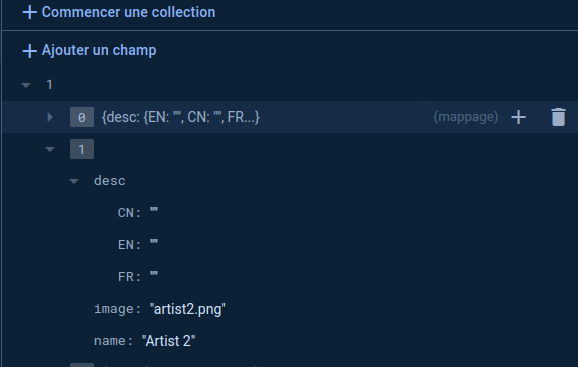 + Commencer une collection
+ Ajouter un champ
1
0 {desc: {EN: "", CN: "", FR...} (mappage) +
1
desc
CN: ""
EN: ""
FR: ""
image: "artist2.png"
name: "Artist 2"